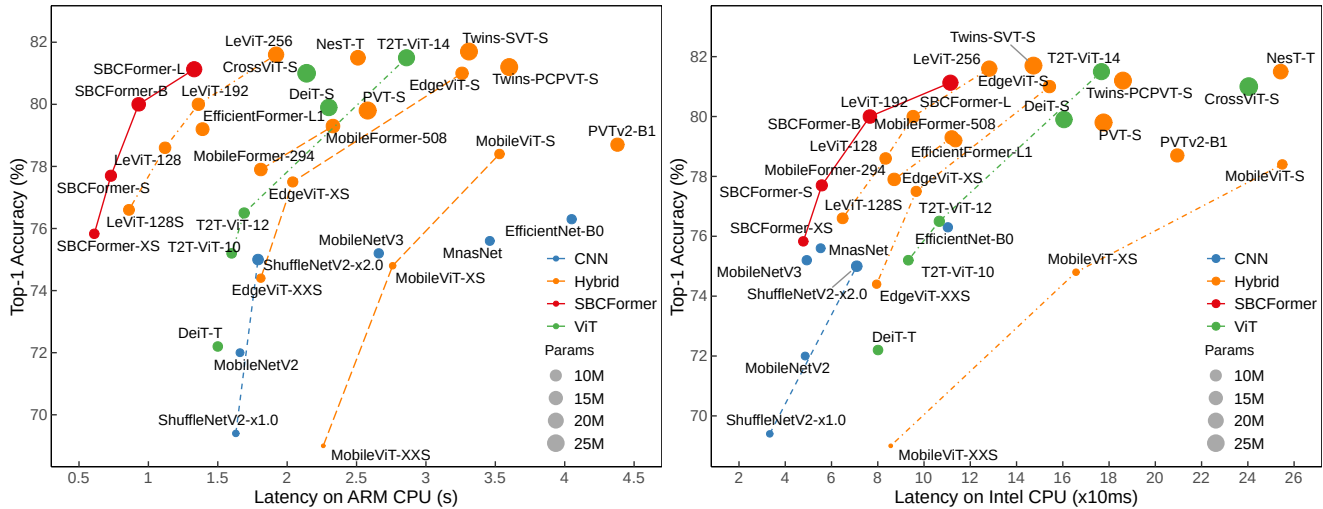 Top-1 Accuracy (%)
82
80
78
76
74
72
70
LeViT-256
NesT-T
T2T-ViT-14
Twins-SVT-S
SBCFormer-L
CrossViT-S
EdgeViT-S
Twins-PCPVT-S
SBCFormer-B
LeViT-192
DeiT-S
PVT-S
EfficientFormer-L1
MobileFormer-508
MobileViT-S
PVTv2-B1
LeViT-128
MobileFormer-294
SBCFormer-S
EdgeViT-XS
LeViT-128S
T2T-ViT-12
EfficientNet-B0
SBCFormer-XS
T2T-ViT-10
MobileNetV3
MnasNet
ShuffleNetV2-x2.0
MobileViT-XS
EdgeViT-XXS
DeiT-T
MobileNetV2
ShuffleNetV2-x1.0
MobileViT-XXS
CNN
Hybrid
SBCFormer
ViT
Params
10M
15M
20M
25M
0.5 1 1.5 2 2.5 3 3.5 4 4.5
Latency on ARM CPU (s)
Top-1 Accuracy (%)
82
80
78
76
74
72
70
Twins-SVT-S
LeViT-256
T2T-ViT-14
NesT-T
EdgeViT-S
Twins-PCPVT-S
CrossViT-S
LeViT-192
SBCFormer-L
DeiT-S
SBCFormer-B
MobileFormer-508
PVT-S
LeViT-128
EfficientFormer-L1
PVTv2-B1
MobileFormer-294
EdgeViT-XS
MobileViT-S
SBCFormer-S
LeViT-128S
T2T-ViT-12
SBCFormer-XS
MnasNet
EfficientNet-B0
MobileNetV3
T2T-ViT-10
MobileViT-XS
ShuffleNetV2-x2.0
EdgeViT-XXS
DeiT-T
MobileNetV2
ShuffleNetV2-x1.0
MobileViT-XXS
CNN
Hybrid
SBCFormer
ViT
Params
10M
15M
20M
25M
2 4 6 8 10 12 14 16 18 20 22 24 26
Latency on Intel CPU (x10ms)